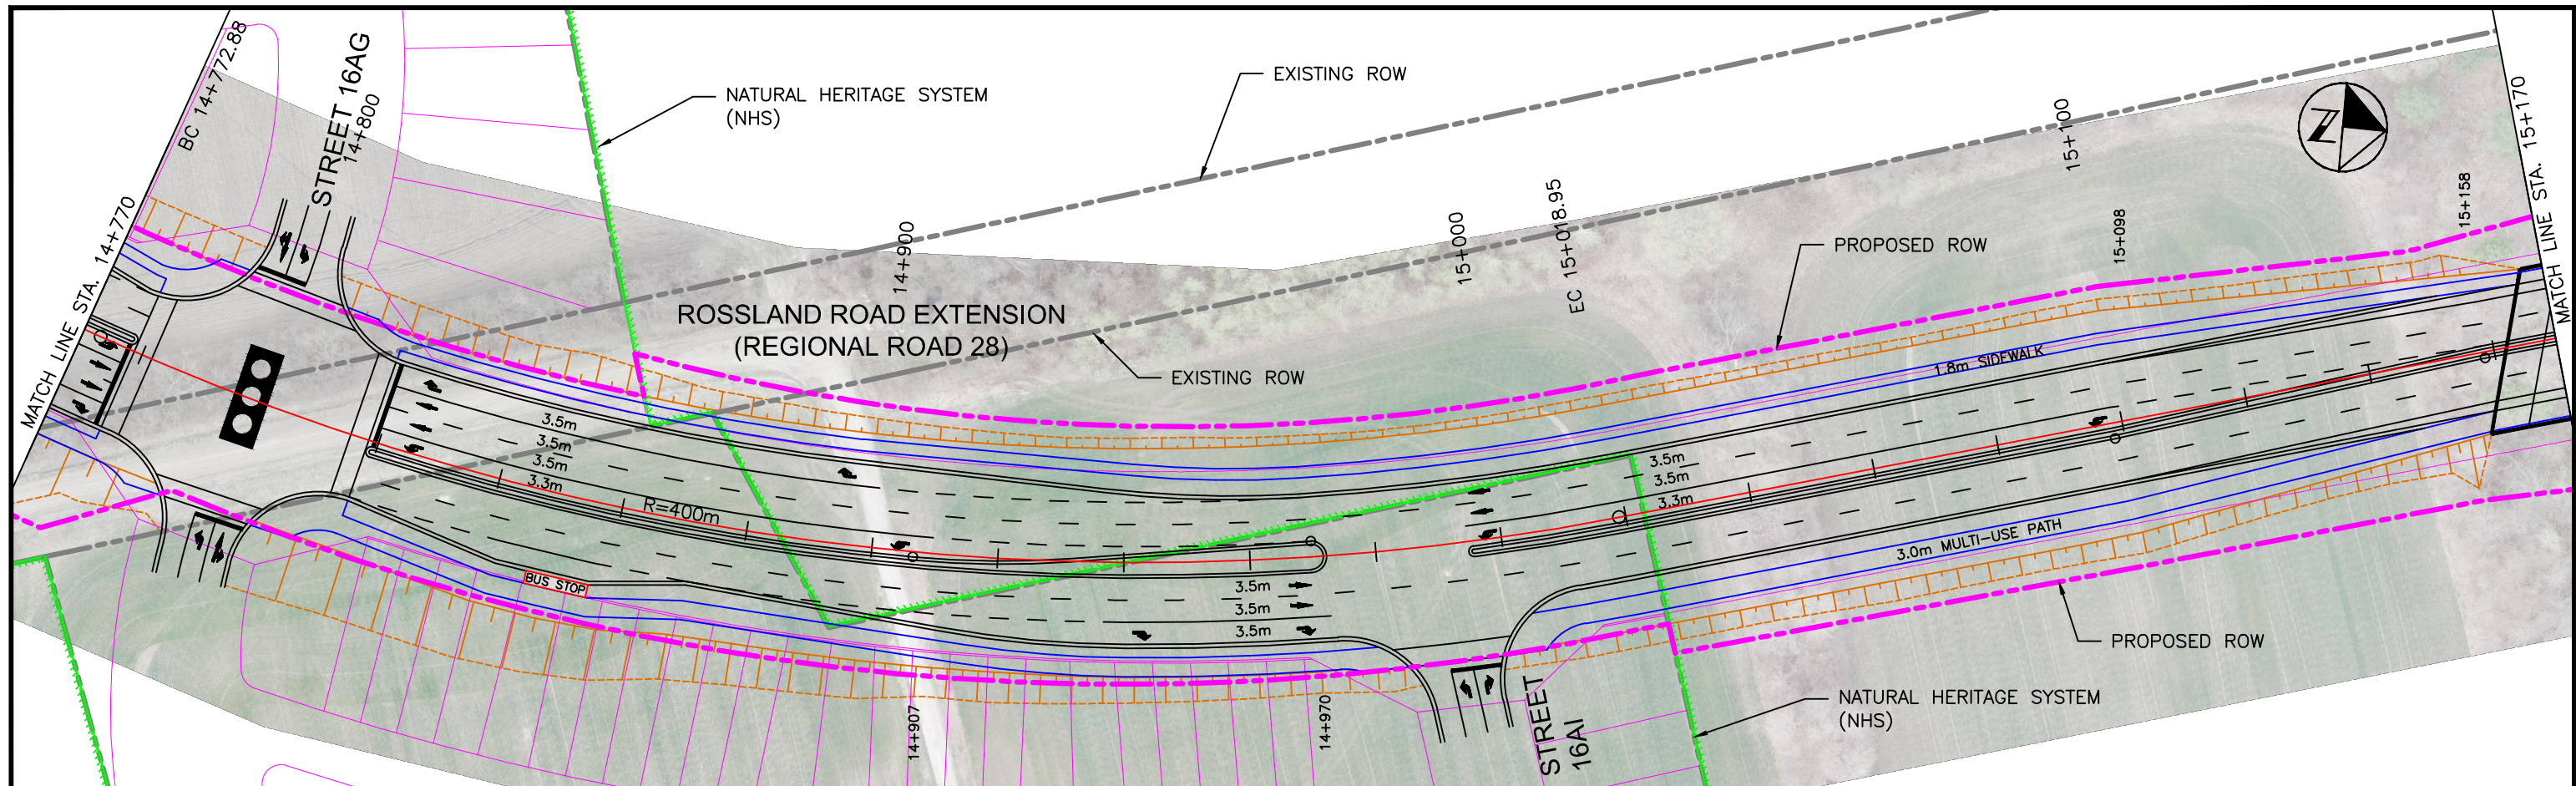 BC 14+772.88
STREET 16AG
14+800
MATCH LINE STA. 14+770
NATURAL HERITAGE SYSTEM
(NHS)
EXISTING ROW
14+900
ROSSLAND ROAD EXTENSION
(REGIONAL ROAD 28)
EXISTING ROW
15+000
EC 15+018.95
PROPOSED ROW
15+100
15+098
Z
15+158
MATCH LINE STA. 15+170
1.8m SIDEWALK
3.5m
3.5m
3.5m
3.3m
R=400m
BUS STOP
3.5m
3.5m
3.3m
3.5m
3.5m
3.5m
3.0m MULTI-USE PATH
PROPOSED ROW
14+907
14+970
STREET
16AI
NATURAL HERITAGE SYSTEM
(NHS)